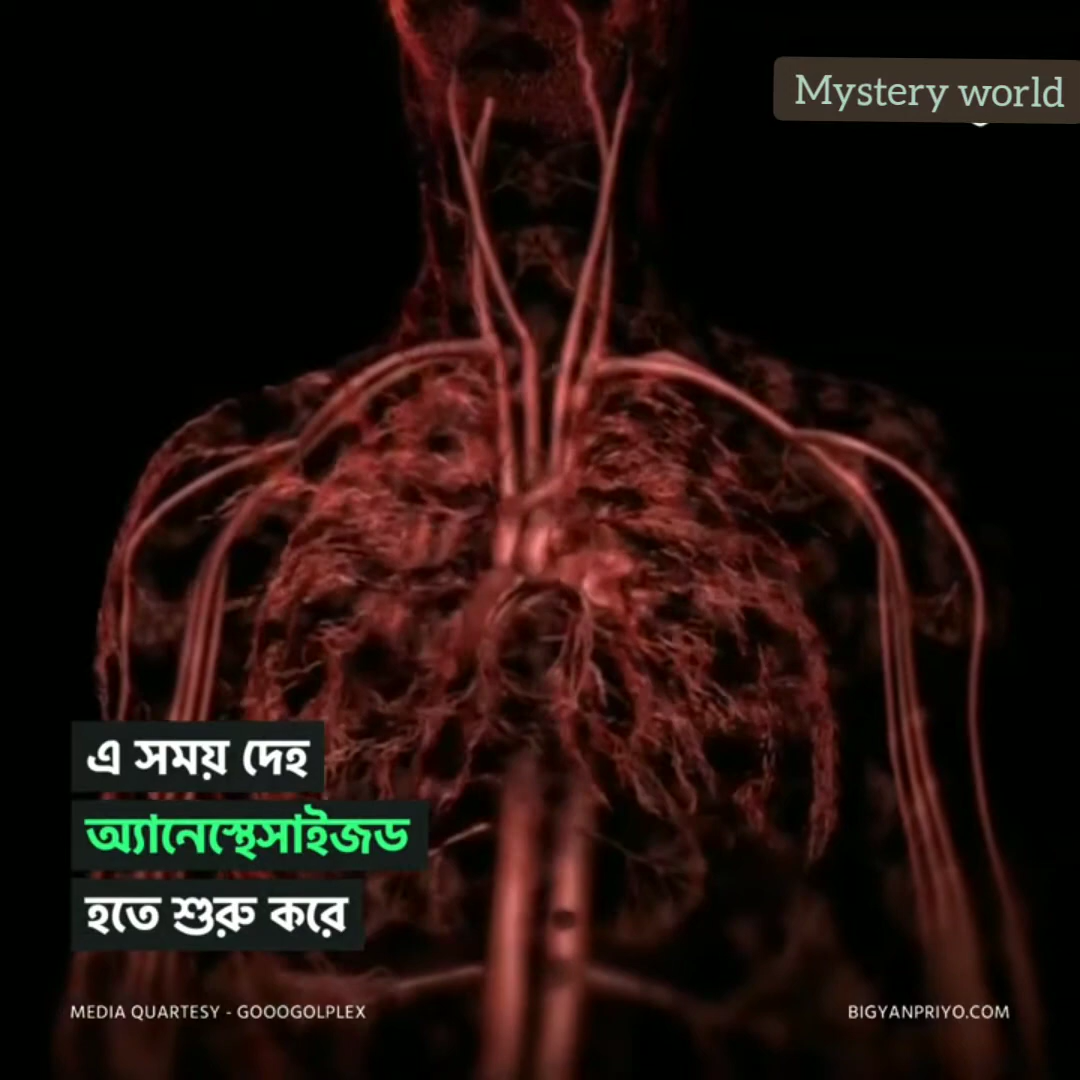 Mystery world
এ সময় দেহ
অ্যানেস্থেসাইজড
হতে শুরু করে
MEDIA QUARTESY - GOOOGOLPLEX
BIGYANPRIYO.COM